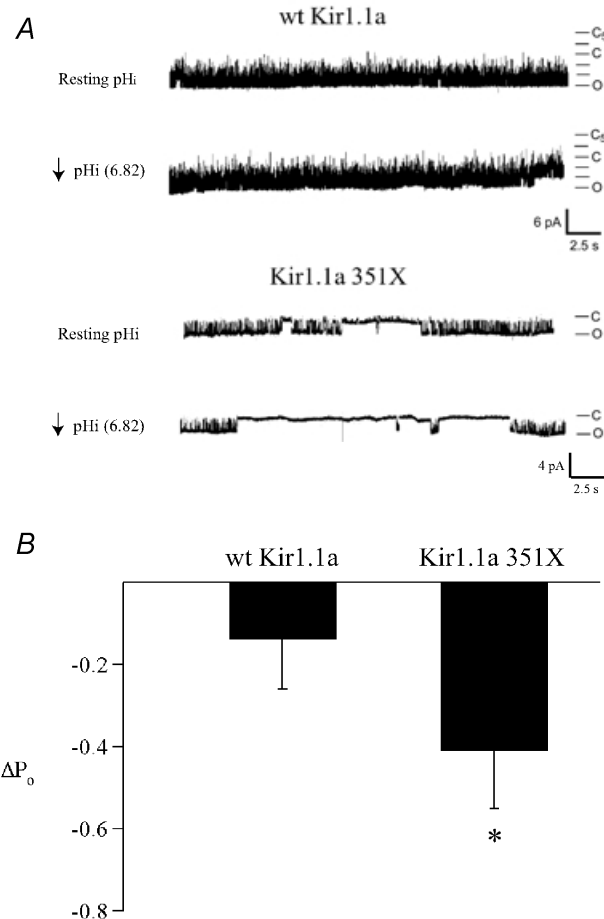 A
wt Kir1.1a
Resting pHi
C5
C
O
↓ pHi (6.82)
C5
C
O
6 pA
2.5 s
Kir1.1a 351X
Resting pHi
C
O
↓ pHi (6.82)
C
O
4 pA
2.5 s
B
wt Kir1.1a
Kir1.1a 351X
-0.2
-0.4
ΔPo
-0.6
*
-0.8